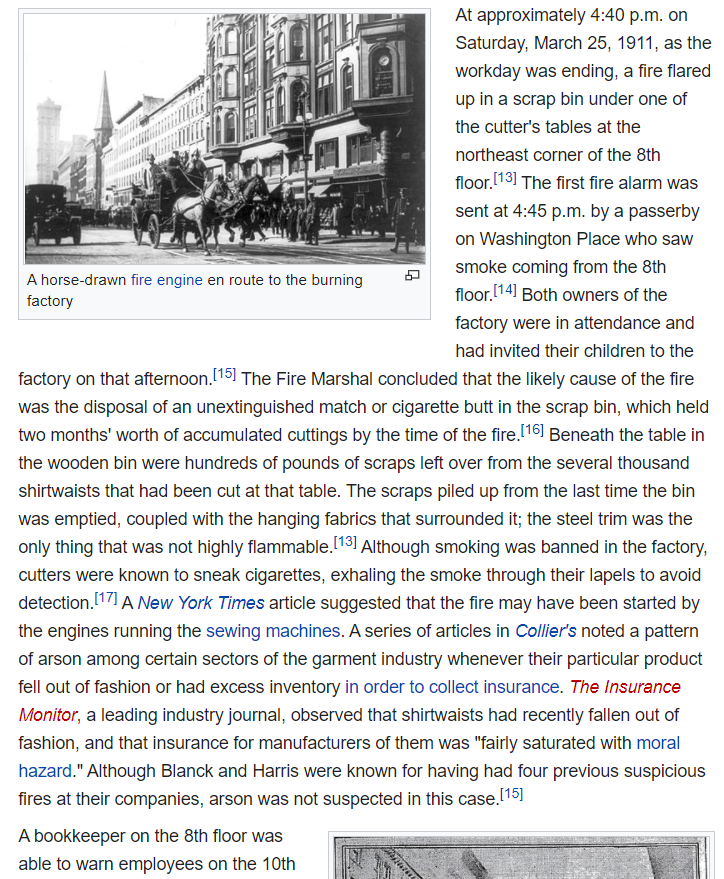 At approximately 4:40 p.m. on
Saturday, March 25, 1911, as the
workday was ending, a fire flared
up in a scrap bin under one of
the cutter's tables at the
northeast corner of the 8th
floor.[13] The first fire alarm was
sent at 4:45 p.m. by a passerby
on Washington Place who saw
smoke coming from the 8th
floor.[14] Both owners of the
factory were in attendance and
had invited their children to the
A horse-drawn fire engine en route to the burning
factory
factory on that afternoon.[15] The Fire Marshal concluded that the likely cause of the fire
was the disposal of an unextinguished match or cigarette butt in the scrap bin, which held
two months' worth of accumulated cuttings by the time of the fire.[16] Beneath the table in
the wooden bin were hundreds of pounds of scraps left over from the several thousand
shirtwaists that had been cut at that table. The scraps piled up from the last time the bin
was emptied, coupled with the hanging fabrics that surrounded it; the steel trim was the
only thing that was not highly flammable.[13] Although smoking was banned in the factory,
cutters were known to sneak cigarettes, exhaling the smoke through their lapels to avoid
detection.[17] A New York Times article suggested that the fire may have been started by
the engines running the sewing machines. A series of articles in Collier's noted a pattern
of arson among certain sectors of the garment industry whenever their particular product
fell out of fashion or had excess inventory in order to collect insurance. The Insurance
Monitor, a leading industry journal, observed that shirtwaists had recently fallen out of
fashion, and that insurance for manufacturers of them was "fairly saturated with moral
hazard." Although Blanck and Harris were known for having had four previous suspicious
fires at their companies, arson was not suspected in this case.[15]
A bookkeeper on the 8th floor was
able to warn employees on the 10th